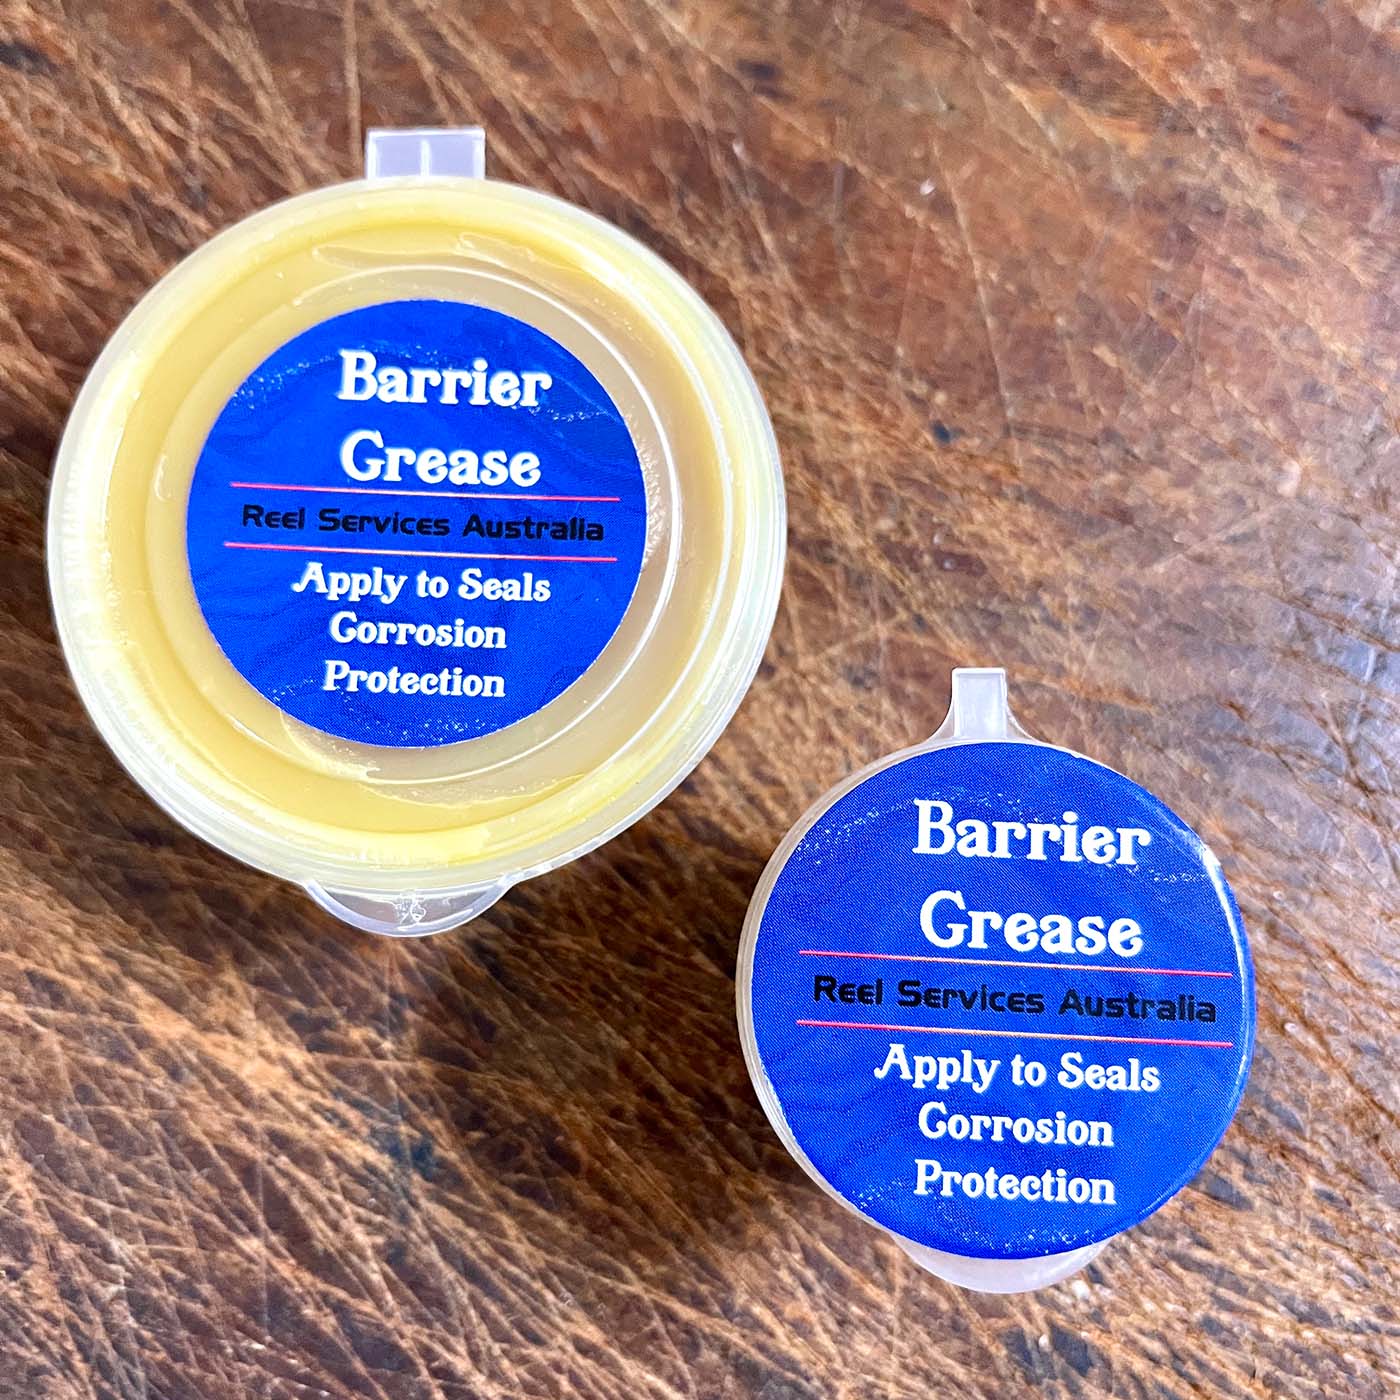 Barrier
Grease
Reel Services Australia
Apply to Seals
Corrosion
Protection
Barrier
Grease
Reel Services Australia
Apply to Seals
Corrosion
Protection